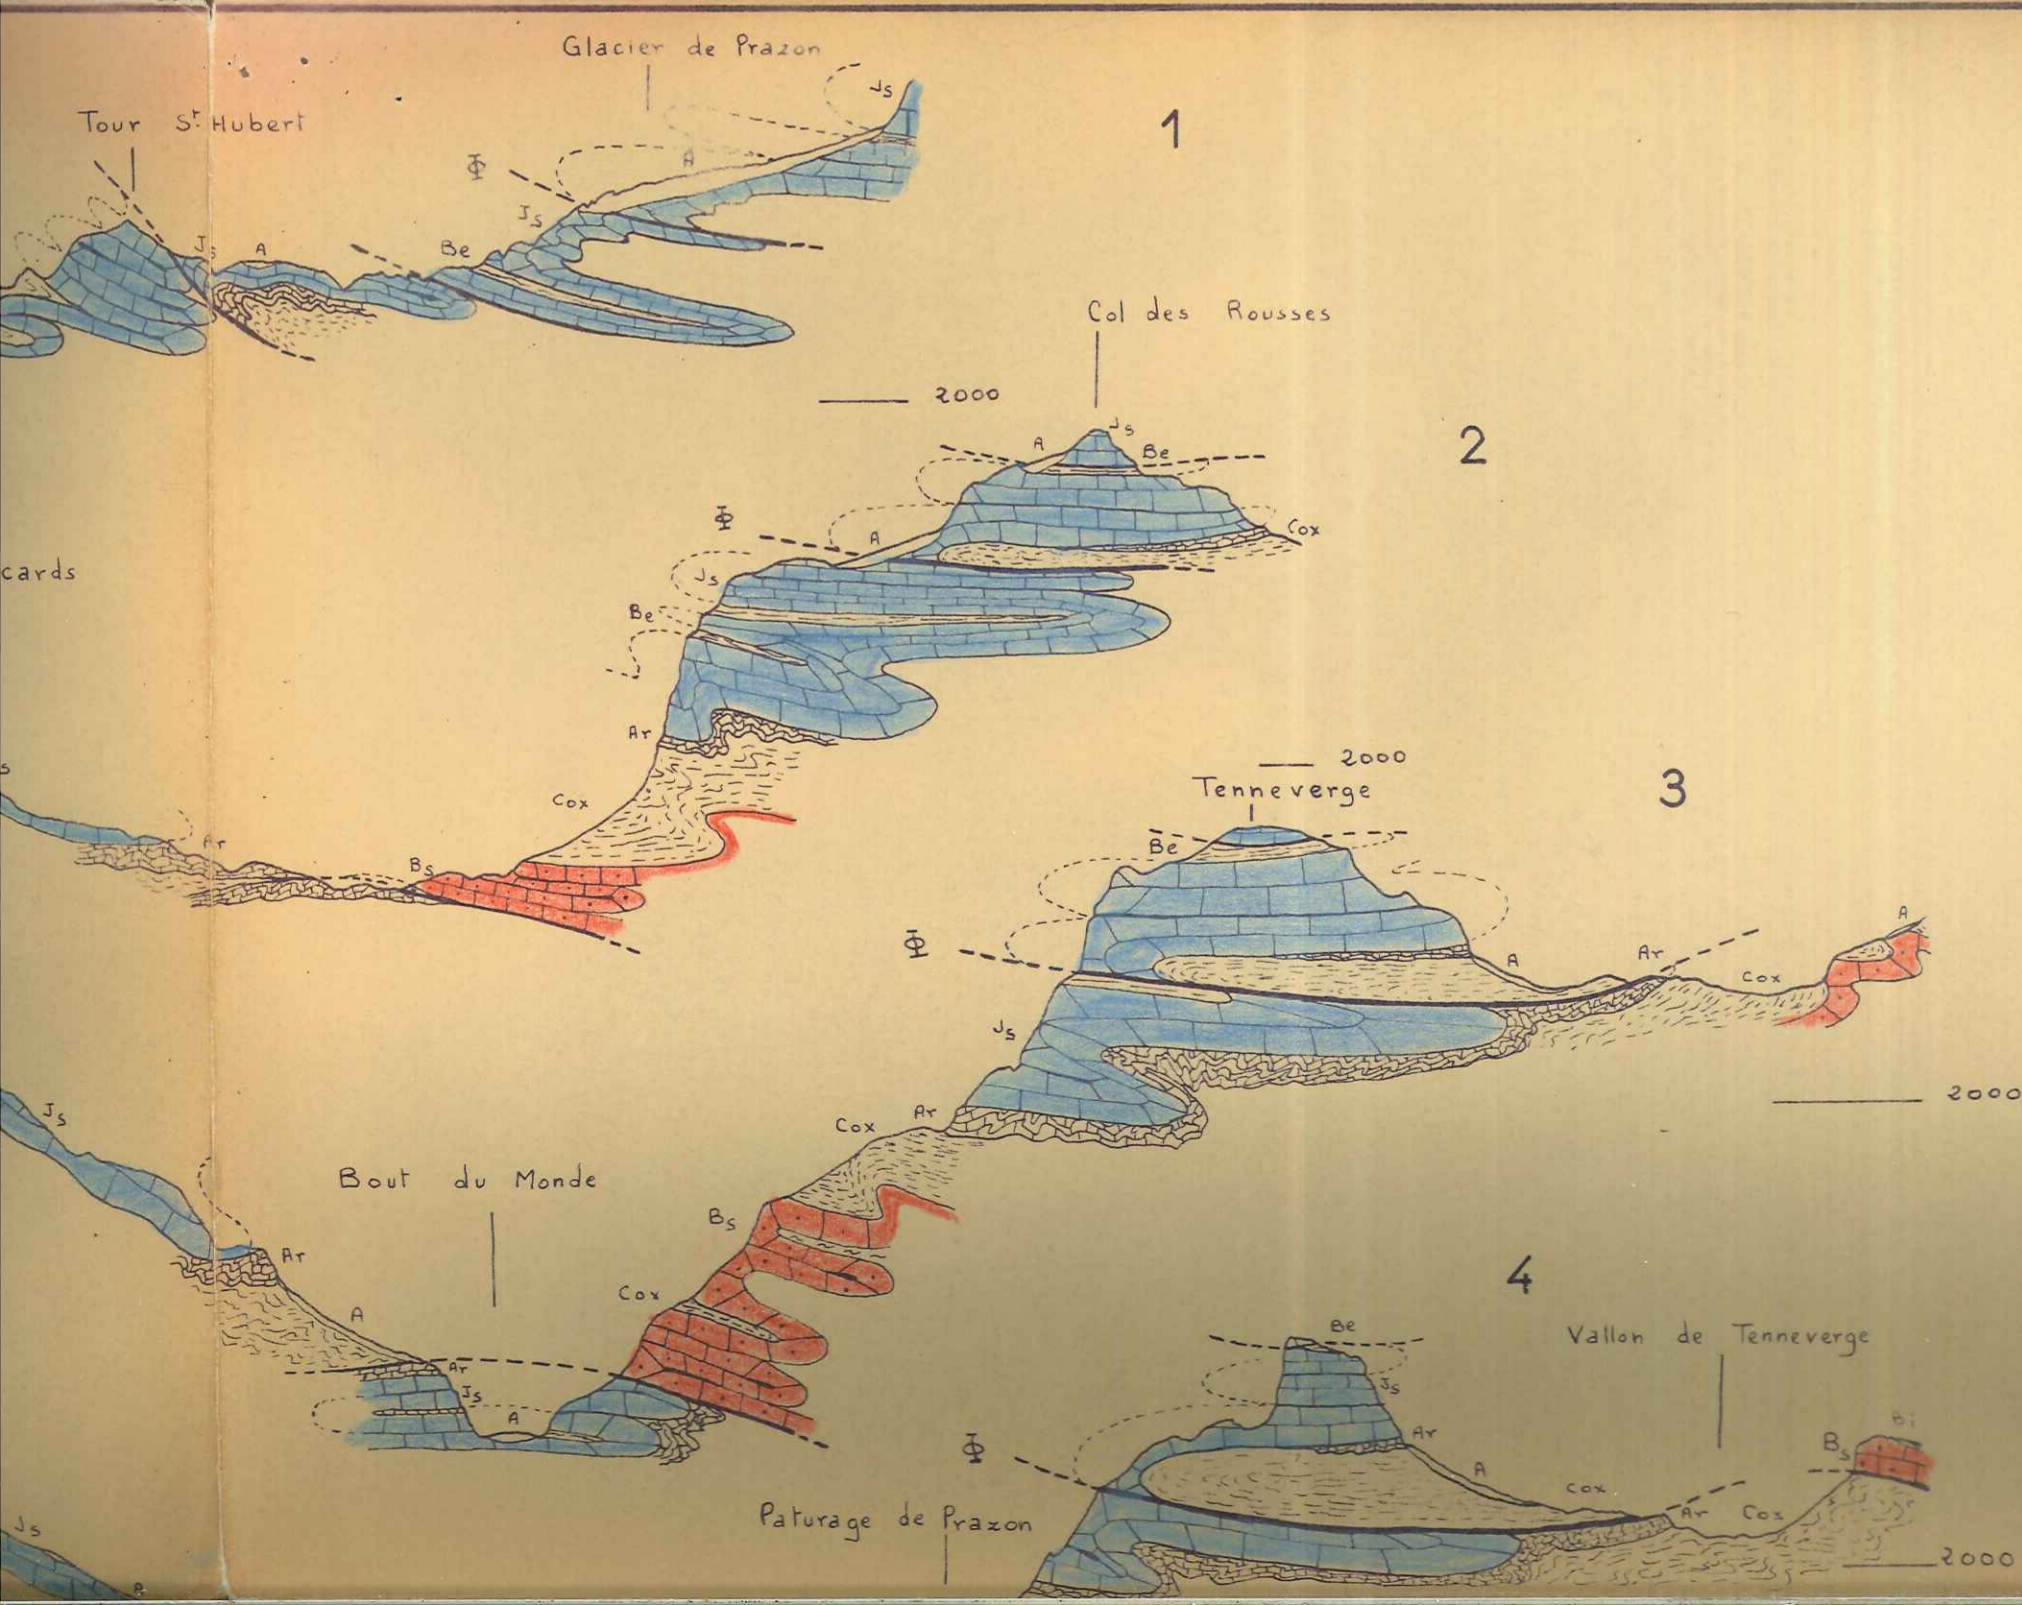 Glacier de Prazon
Js
Tour St Hubert
1
Φ
A
Js
Js
A
Be
Col des Rousses
2000
Js
A
Be
2
Φ
A
Cox
cards
Js
Be
Ar
2000
s
Tenneverge
3
Cox
Be
Ar
Bs
A
Φ
A
Ar
Cox
Js
2000
Js
Ar
Cox
Bout du Monde
Bs
Ar
4
Cox
A
Be
Vallon de Tenneverge
Ar
Js
Js
A
Bi
Ar
Bs
Φ
A
Cox
Paturage de Prazon
Ar
Cox
Js
2000